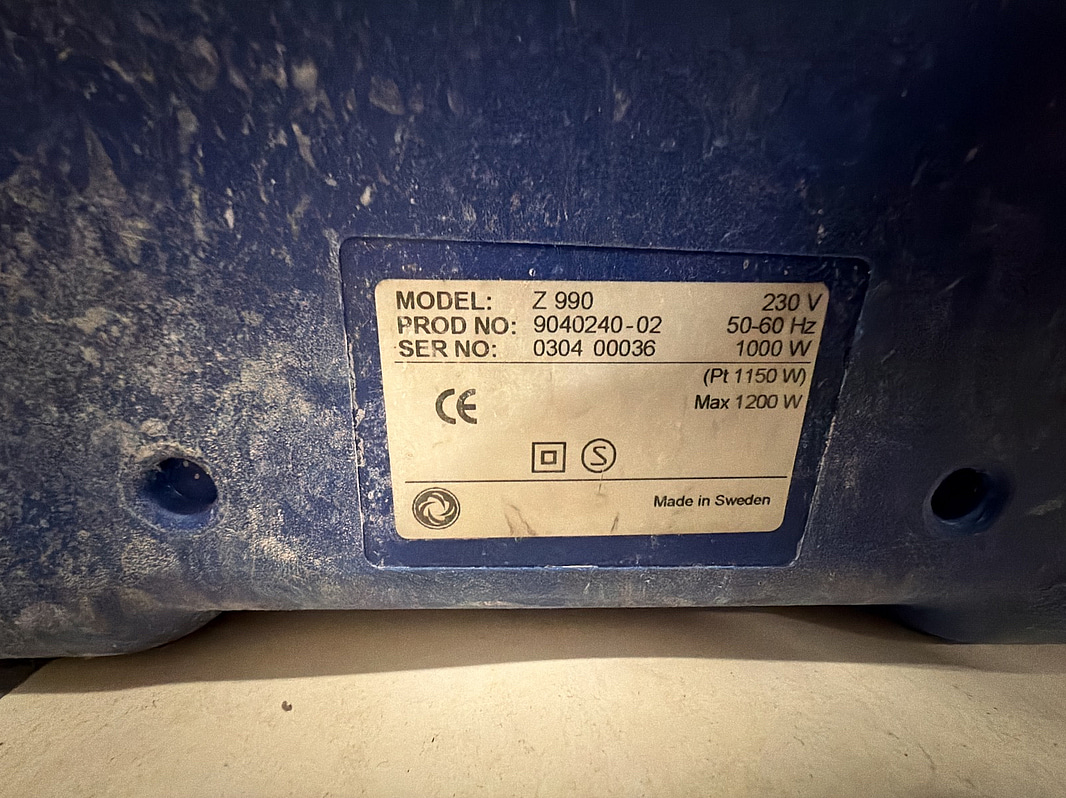 MODEL: Z 990 230 V
PROD NO: 9040240-02 50-60 Hz
SER NO: 0304 00036 1000 W
(Pt 1150 W)
CE Max 1200 W
S
Made in Sweden